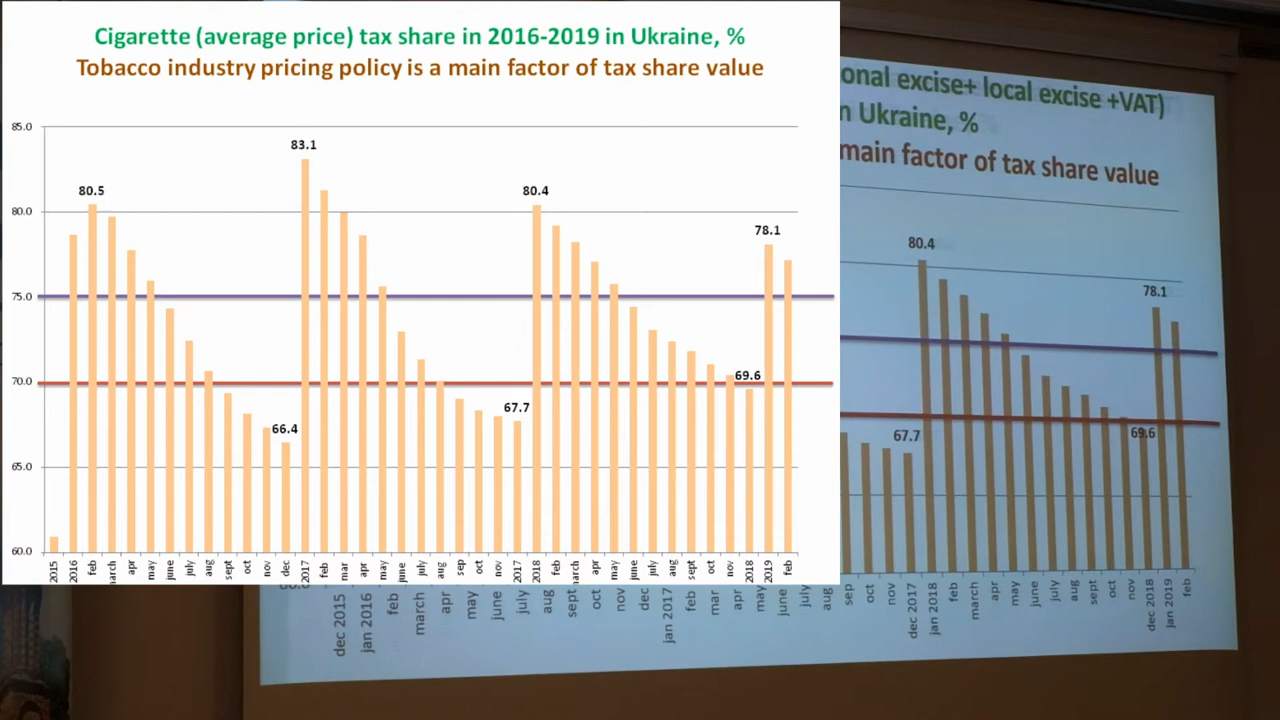 Cigarette (average price) tax share in 2016-2019 in Ukraine, %
Tobacco industry pricing policy is a main factor of tax share value
85.0
80.0
75.0
70.0
65.0
60.0
80.5
66.4
83.1
67.7
80.4
69.6
78.1
2015
2016
feb
march
apr
may
june
july
aug
sept
oct
nov
dec
2017
feb
mar
apr
may
june
july
aug
sep
oct
nov
2017
2018
feb
march
apr
may
june
july
aug
sept
oct
nov
2018
2019
feb
onal excise+ local excise +VAT)
n Ukraine, %
main factor of tax share value
80.4
78.1
67.7
69.6
dec 2015
jan 2016
feb
march
apr
may
june
july
aug
sept
oct
nov
dec
jan 2017
feb
mar
apr
may
june
july
aug
sep
oct
nov
dec 2017
jan 2018
feb
march
apr
may
june
july
aug
sept
oct
nov
dec 2018
jan 2019
feb